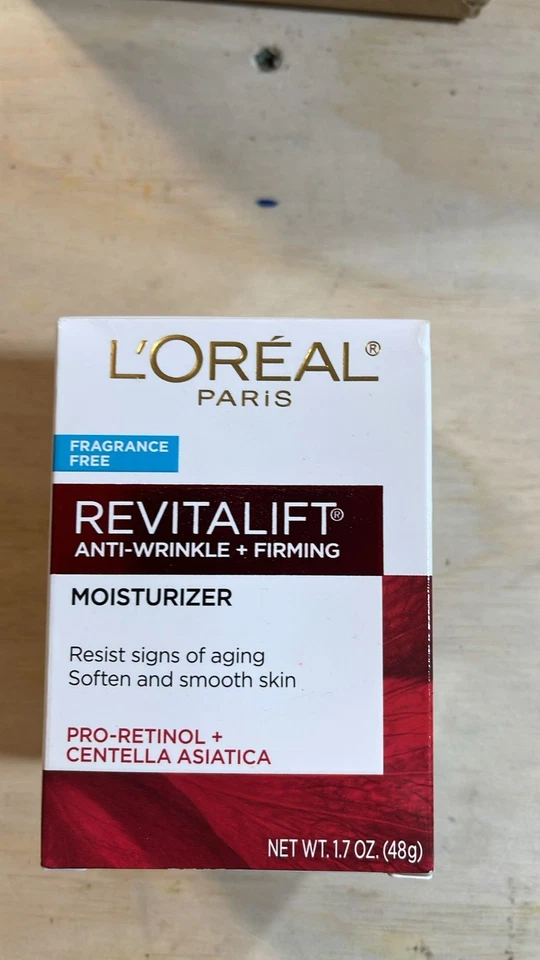 L'ORÉAL®
PARiS
FRAGRANCE
FREE
REVITALIFT®
ANTI-WRINKLE + FIRMING
MOISTURIZER
Resist signs of aging
Soften and smooth skin
PRO-RETINOL +
CENTELLA ASIATICA
NET WT. 1.7 OZ. (48g)